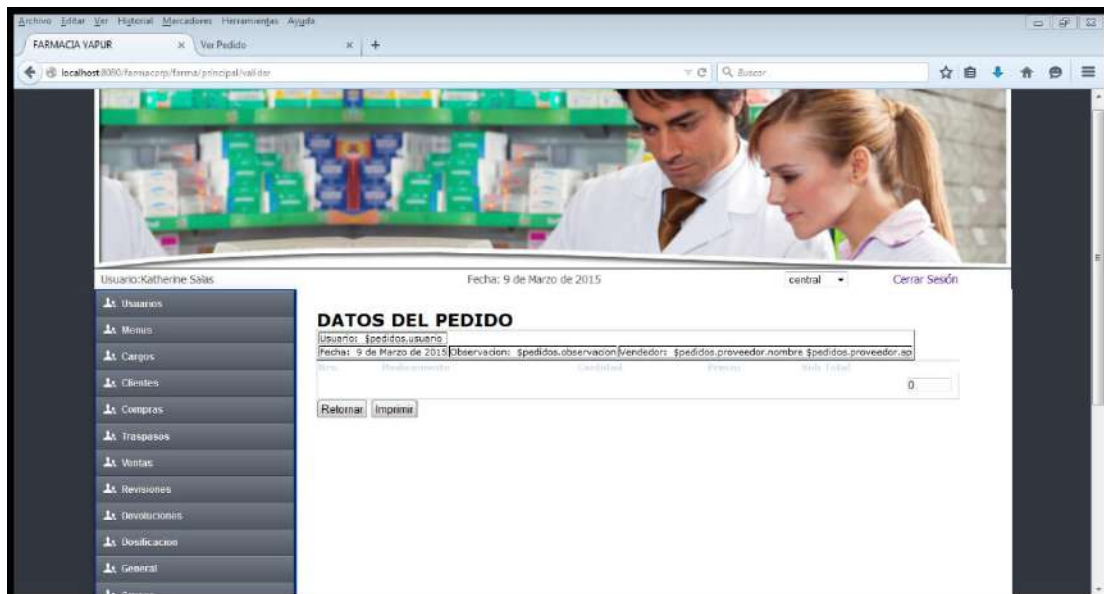 Archivo Editar Ver Historial Marcadores Herramientas Ayuda
FARMACIA YAPUR × Ver Pedido × +
localhost:8080/farmacorp/farma/principal/validar Buscar
Usuario:Katherine Salas Fecha: 9 de Marzo de 2015 central Cerrar Sesión
Usuarios
Menus
Cargos
Clientes
Compras
Traspasos
Ventas
Revisiones
Devoluciones
Dosificacion
General
DATOS DEL PEDIDO
Usuario: $pedidos.usuario
Fecha: 9 de Marzo de 2015 Observacion: $pedidos.observacion Vendedor: $pedidos.proveedor.nombre $pedidos.proveedor.ap
Nro. Medicamento Cantidad Precio Sub Total
0
Retornar Imprimir